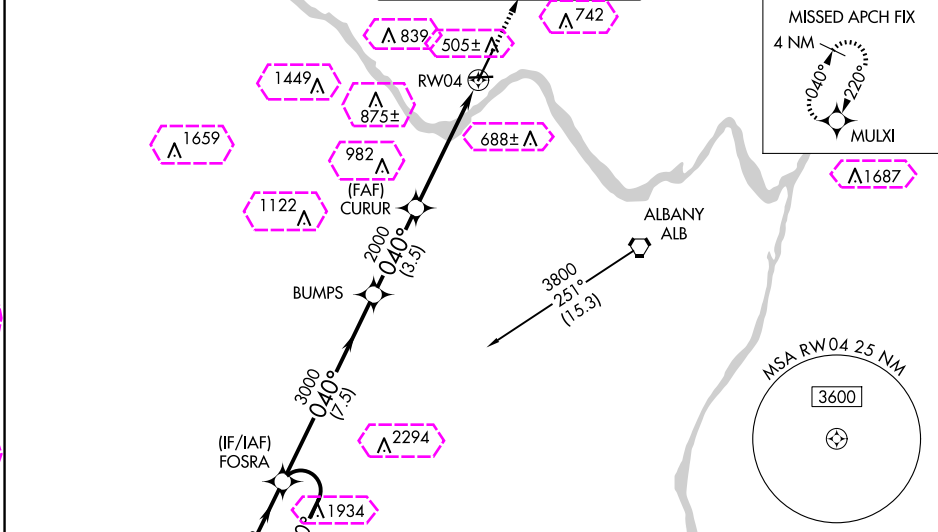 742
839
505±
MISSED APCH FIX
4 NM
040°
220°
MULXI
RW04
1449
875±
1659
688±
982
1687
(FAF)
CURUR
1122
ALBANY
ALB
2000
040°
(3.5)
3800
251°
(15.3)
BUMPS
MSA RW04 25 NM
3600
3000
040°
(7.5)
2294
(IF/IAF)
FOSRA
1934